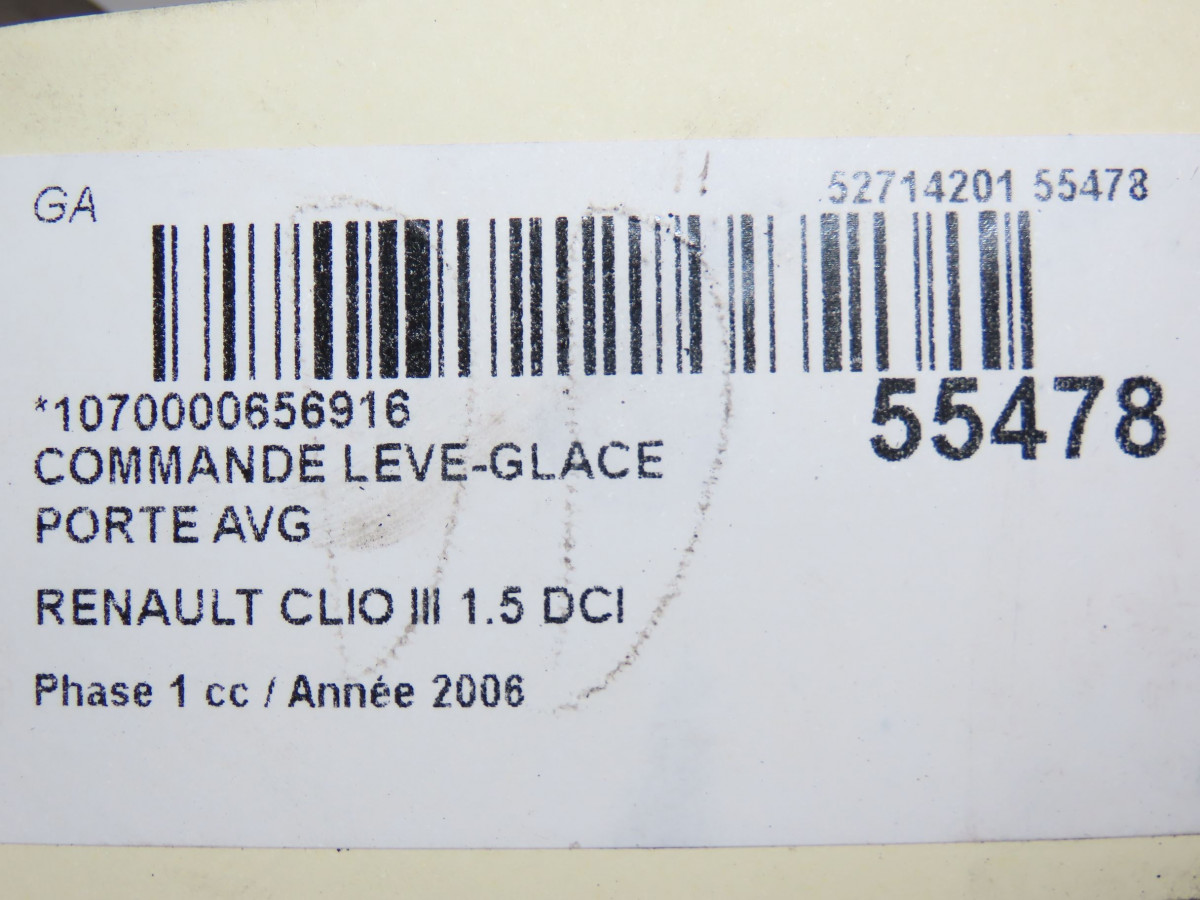 GA
52714201 55478
*1070000656916
55478
COMMANDE LEVE-GLACE
PORTE AVG
RENAULT CLIO III 1.5 DCI
Phase 1 cc / Année 2006